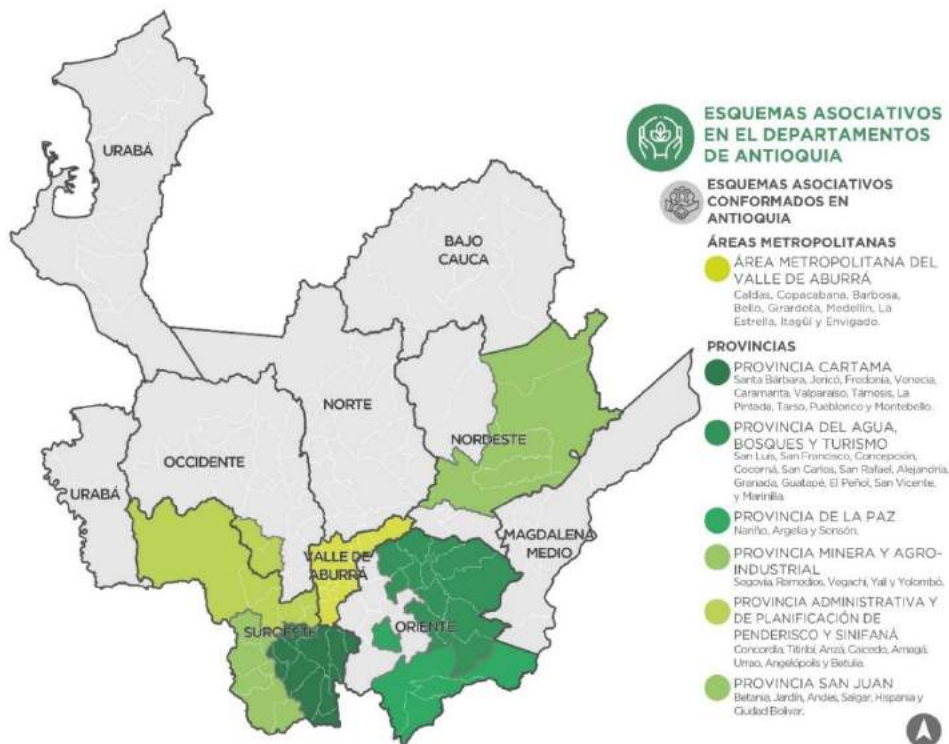 URABÁ
BAJO
CAUCA
NORTE
NORDESTE
OCCIDENTE
URABÁ
MAGDALENA
MEDIO
VALLE DE
ABURRÁ
SUROESTE
ORIENTE
ESQUEMAS ASOCIATIVOS
EN EL DEPARTAMENTOS
DE ANTIOQUIA
ESQUEMAS ASOCIATIVOS
CONFORMADOS EN
ANTIOQUIA
ÁREAS METROPOLITANAS
ÁREA METROPOLITANA DEL
VALLE DE ABURRÁ
Caldas, Copacabana, Barbosa,
Bello, Girardota, Medellín, La
Estrella, Itagüí y Envigado.
PROVINCIAS
PROVINCIA CARTAMA
Santa Bárbara, Jericó, Fredonia, Venecia,
Caramanta, Valparaiso, Támesis, La
Pintada, Tarso, Pueblorico y Montebello.
PROVINCIA DEL AGUA,
BOSQUES Y TURISMO
San Luis, San Francisco, Concepción,
Cocorná, San Carlos, San Rafael, Alejandría,
Granada, Guatapé, El Peñol, San Vicente,
y Marinilla.
PROVINCIA DE LA PAZ
Nariño, Argelia y Sonsón.
PROVINCIA MINERA Y AGRO-
INDUSTRIAL
Segovia, Remedios, Vegachí, Yalí y Yolombó.
PROVINCIA ADMINISTRATIVA Y
DE PLANIFICACIÓN DE
PENDERISCO Y SINIFANÁ
Concordia, Titiribí, Anzá, Caicedo, Amagá,
Urrao, Angelópolis y Betulia.
PROVINCIA SAN JUAN
Betania, Jardín, Andes, Salgar, Hispania y
Ciudad Bolívar.